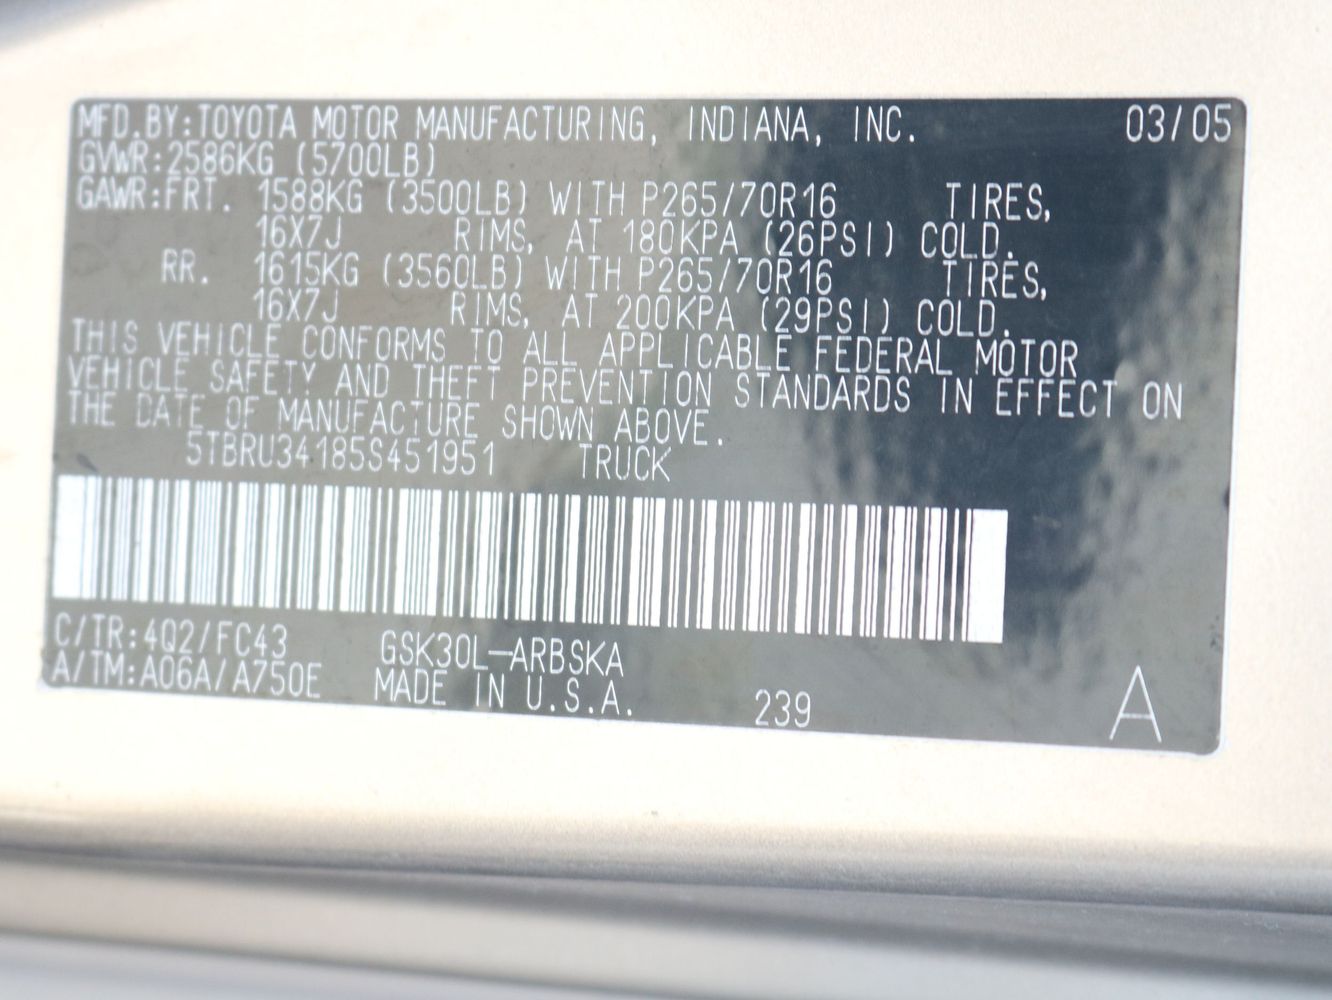 MFD.BY:TOYOTA MOTOR MANUFACTURING, INDIANA, INC. 03/05
GVWR:2586KG (5700LB)
GAWR:FRT. 1588KG (3500LB) WITH P265/70R16 TIRES,
16X7J RIMS, AT 180KPA (26PSI) COLD.
RR. 1615KG (3560LB) WITH P265/70R16 TIRES,
16X7J RIMS, AT 200KPA (29PSI) COLD.
THIS VEHICLE CONFORMS TO ALL APPLICABLE FEDERAL MOTOR
VEHICLE SAFETY AND THEFT PREVENTION STANDARDS IN EFFECT ON
THE DATE OF MANUFACTURE SHOWN ABOVE.
5TBRU34185S451951 TRUCK
C/TR:4Q2/FC43 GSK30L-ARBSKA
A/TM:A06A/A750E MADE IN U.S.A. 239 A